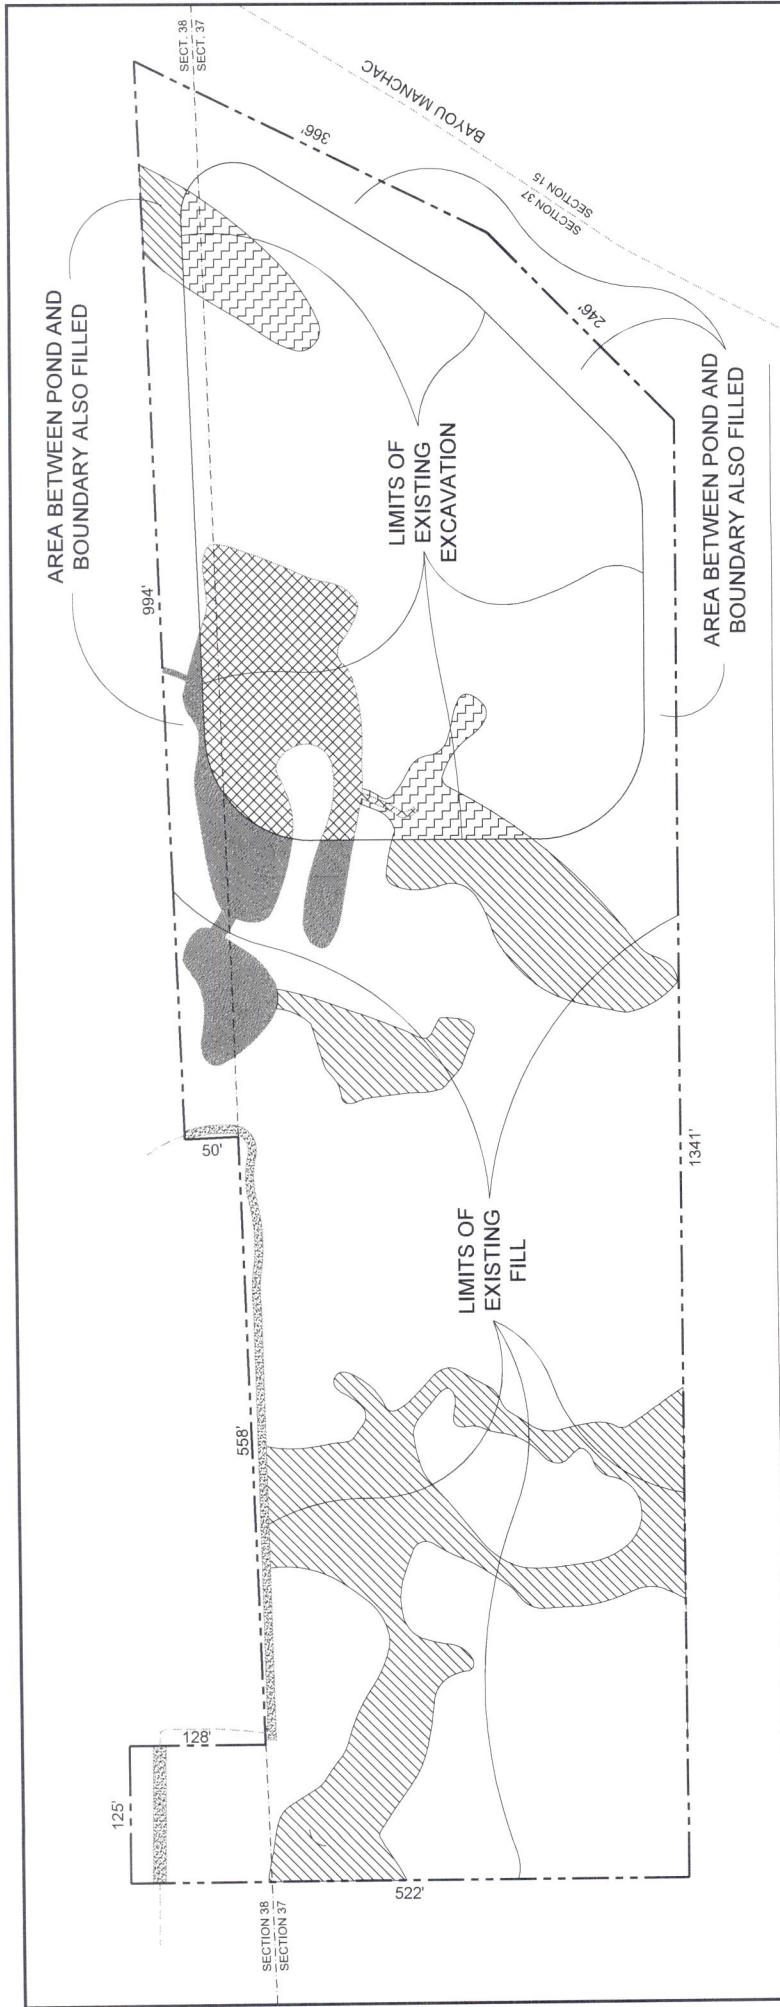 SECT. 38
SECT. 37
BAYOU MANCHAC
SECTION 15
SECTION 37
366'
246'
AREA BETWEEN POND AND
BOUNDARY ALSO FILLED
994'
LIMITS OF
EXISTING
EXCAVATION
AREA BETWEEN POND AND
BOUNDARY ALSO FILLED
50'
1341'
LIMITS OF
EXISTING
FILL
558'
128'
125'
522'
SECTION 38
SECTION 37